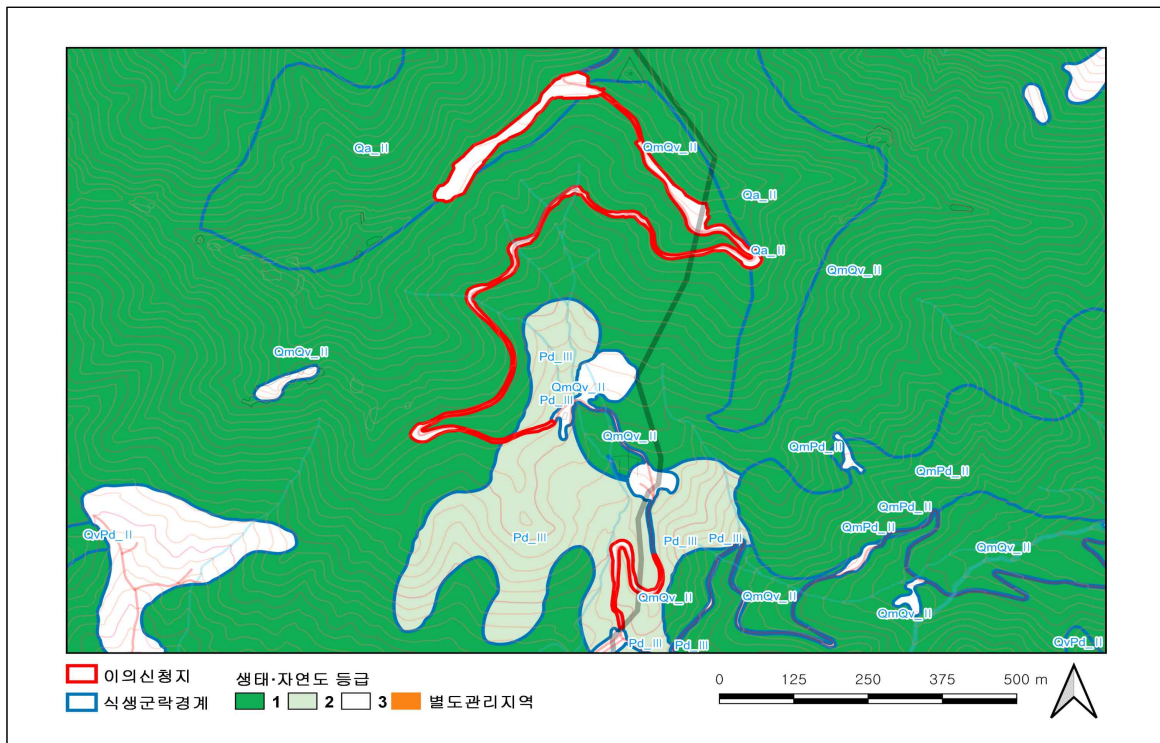 Qa_II
QmQv_II
Qa_II
Qa_II
QmQv_II
QmQv_II
Pd_III
QmQv_II
Pd_III
QmQv_II
QmPd_II
QmPd_II
QmPd_II
QmPd_II
QvPd_II
Pd_III
Pd_III
Pd_III
QmQv_II
QmQv_II
QmQv_II
QmQv_II
Pd_III
Pd_III
QvPd_II
이의신청지
식생군락경계
생태·자연도 등급
1 2 3 별도관리지역
0 125 250 375 500 m